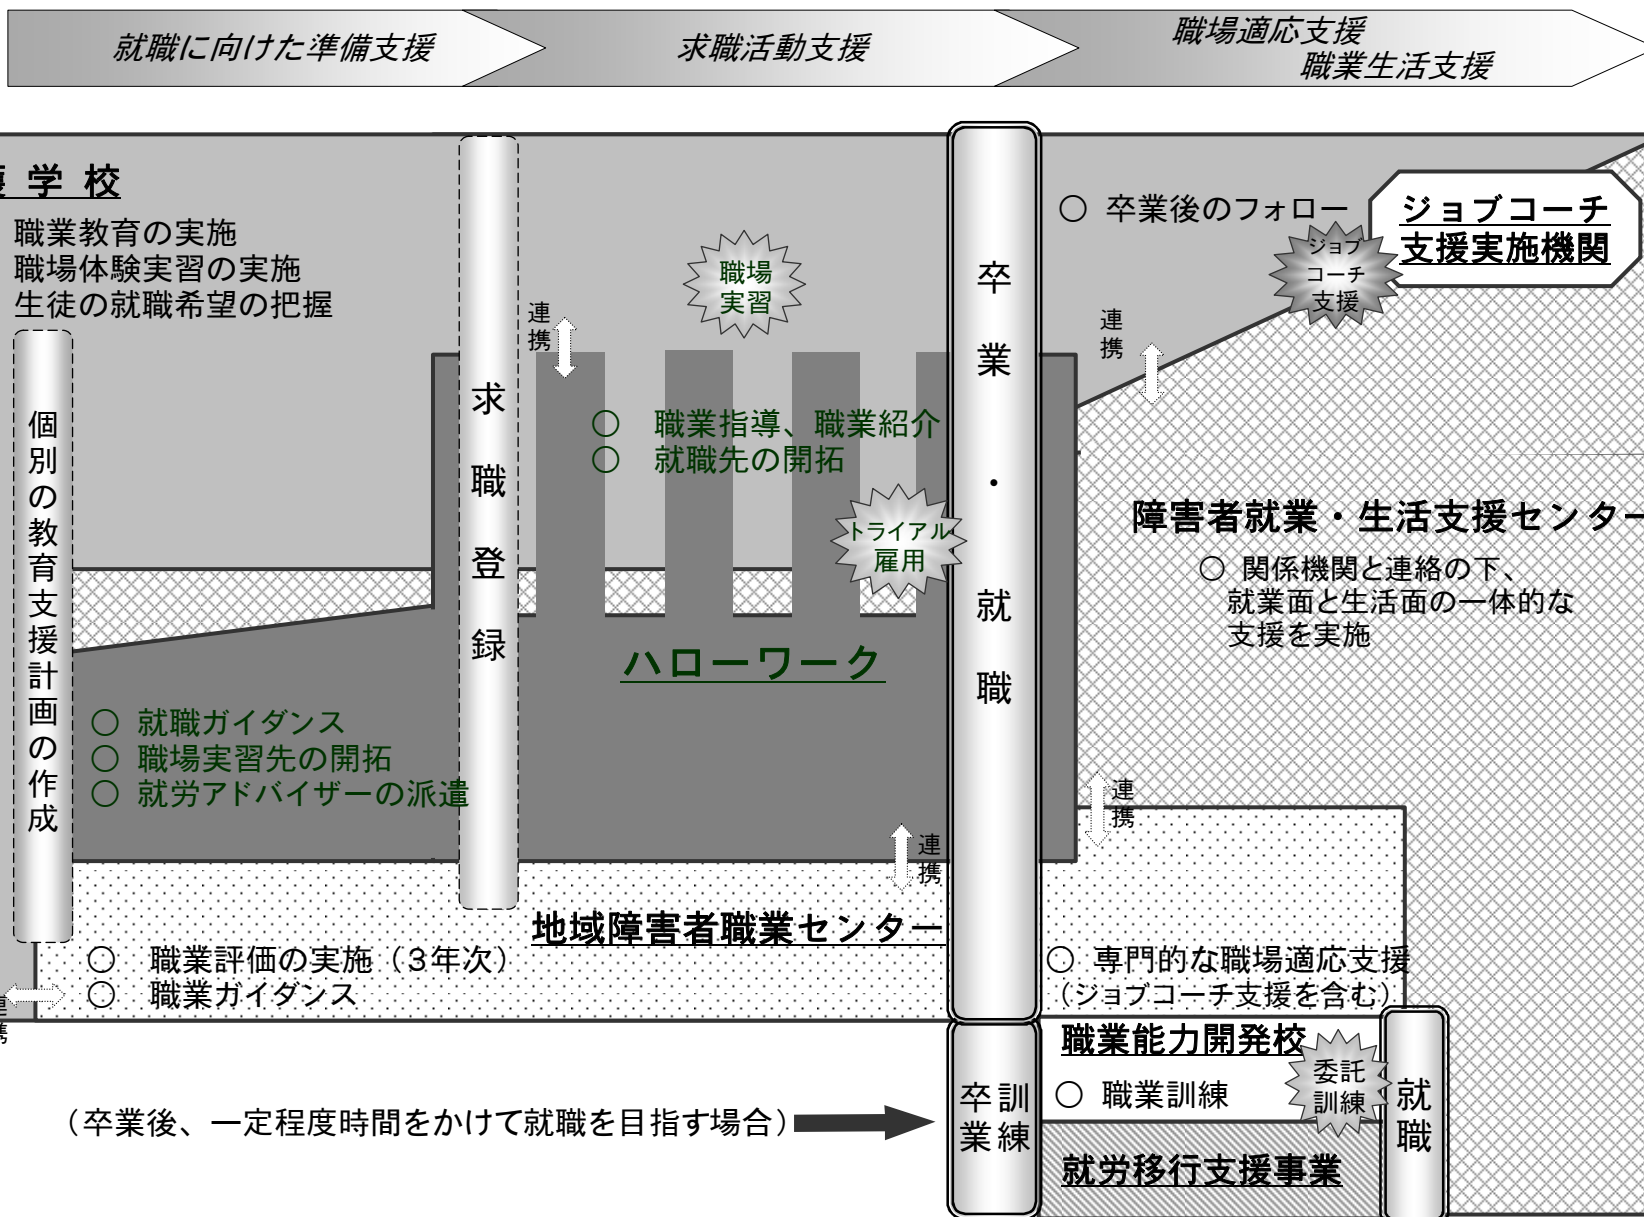 就職に向けた準備支援
求職活動支援
職場適応支援
職業生活支援
学校
職業教育の実施
職場体験実習の実施
生徒の就職希望の把握
個別の教育支援計画の作成
求職登録
連携
職場
実習
○ 職業指導、職業紹介
○ 就職先の開拓
トライアル
雇用
ハローワーク
○ 就職ガイダンス
○ 職場実習先の開拓
○ 就労アドバイザーの派遣
連携
卒業・就職
○ 卒業後のフォロー
ジョブコーチ
支援実施機関
ジョブ
コーチ
支援
連携
障害者就業・生活支援センター
○ 関係機関と連絡の下、
就業面と生活面の一体的な
支援を実施
連携
地域障害者職業センター
○ 職業評価の実施（3年次）
○ 職業ガイダンス
○ 専門的な職場適応支援
（ジョブコーチ支援を含む）
職業能力開発校
○ 職業訓練
委託
訓練
就労移行支援事業
就職
（卒業後、一定程度時間をかけて就職を目指す場合）
卒業
訓練